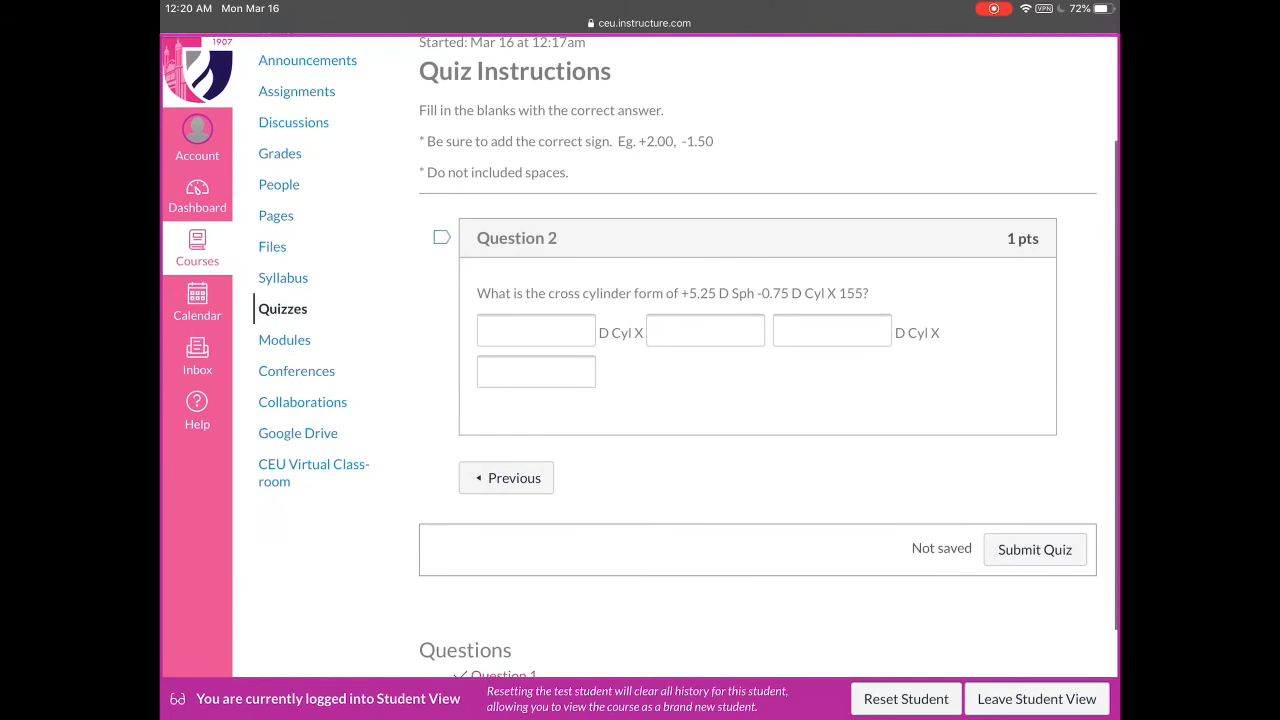 12:20 AM Mon Mar 16
VPN
72%
ceu.instructure.com
1907
Account
Dashboard
Courses
Calendar
Inbox
Help
Announcements
Assignments
Discussions
Grades
People
Pages
Files
Syllabus
Quizzes
Modules
Conferences
Collaborations
Google Drive
CEU Virtual Class-
room
Started: Mar 16 at 12:17am
Quiz Instructions
Fill in the blanks with the correct answer.
* Be sure to add the correct sign. Eg. +2.00, -1.50
* Do not included spaces.
Question 2 1 pts
What is the cross cylinder form of +5.25 D Sph -0.75 D Cyl X 155?
D Cyl X D Cyl X
Previous
Not saved Submit Quiz
Questions
Question 1
You are currently logged into Student View
Resetting the test student will clear all history for this student,
allowing you to view the course as a brand new student.
Reset Student Leave Student View